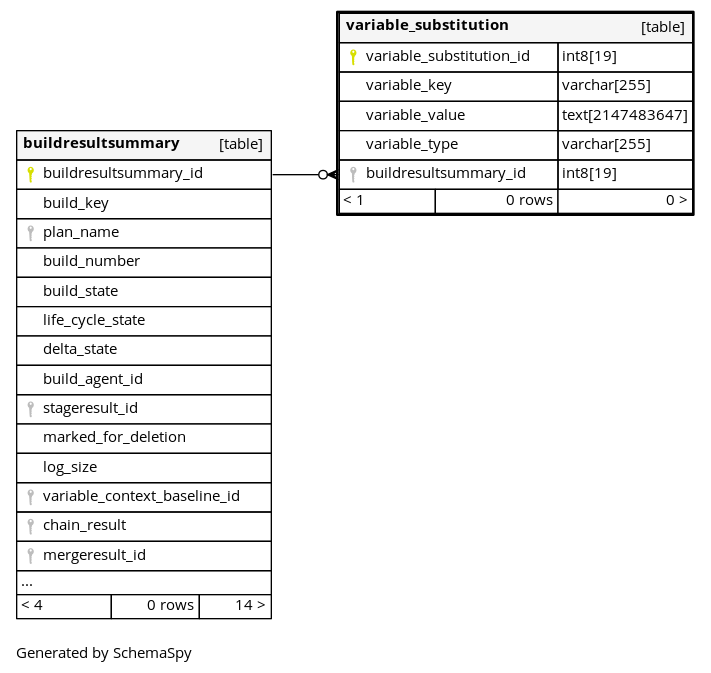 variable_substitution [table]
variable_substitution_id int8[19]
variable_key varchar[255]
variable_value text[2147483647]
variable_type varchar[255]
buildresultsummary_id int8[19]
< 1 0 rows 0 >
buildresultsummary [table]
buildresultsummary_id
build_key
plan_name
build_number
build_state
life_cycle_state
delta_state
build_agent_id
stageresult_id
marked_for_deletion
log_size
variable_context_baseline_id
chain_result
mergeresult_id
...
< 4 0 rows 14 >
Generated by SchemaSpy